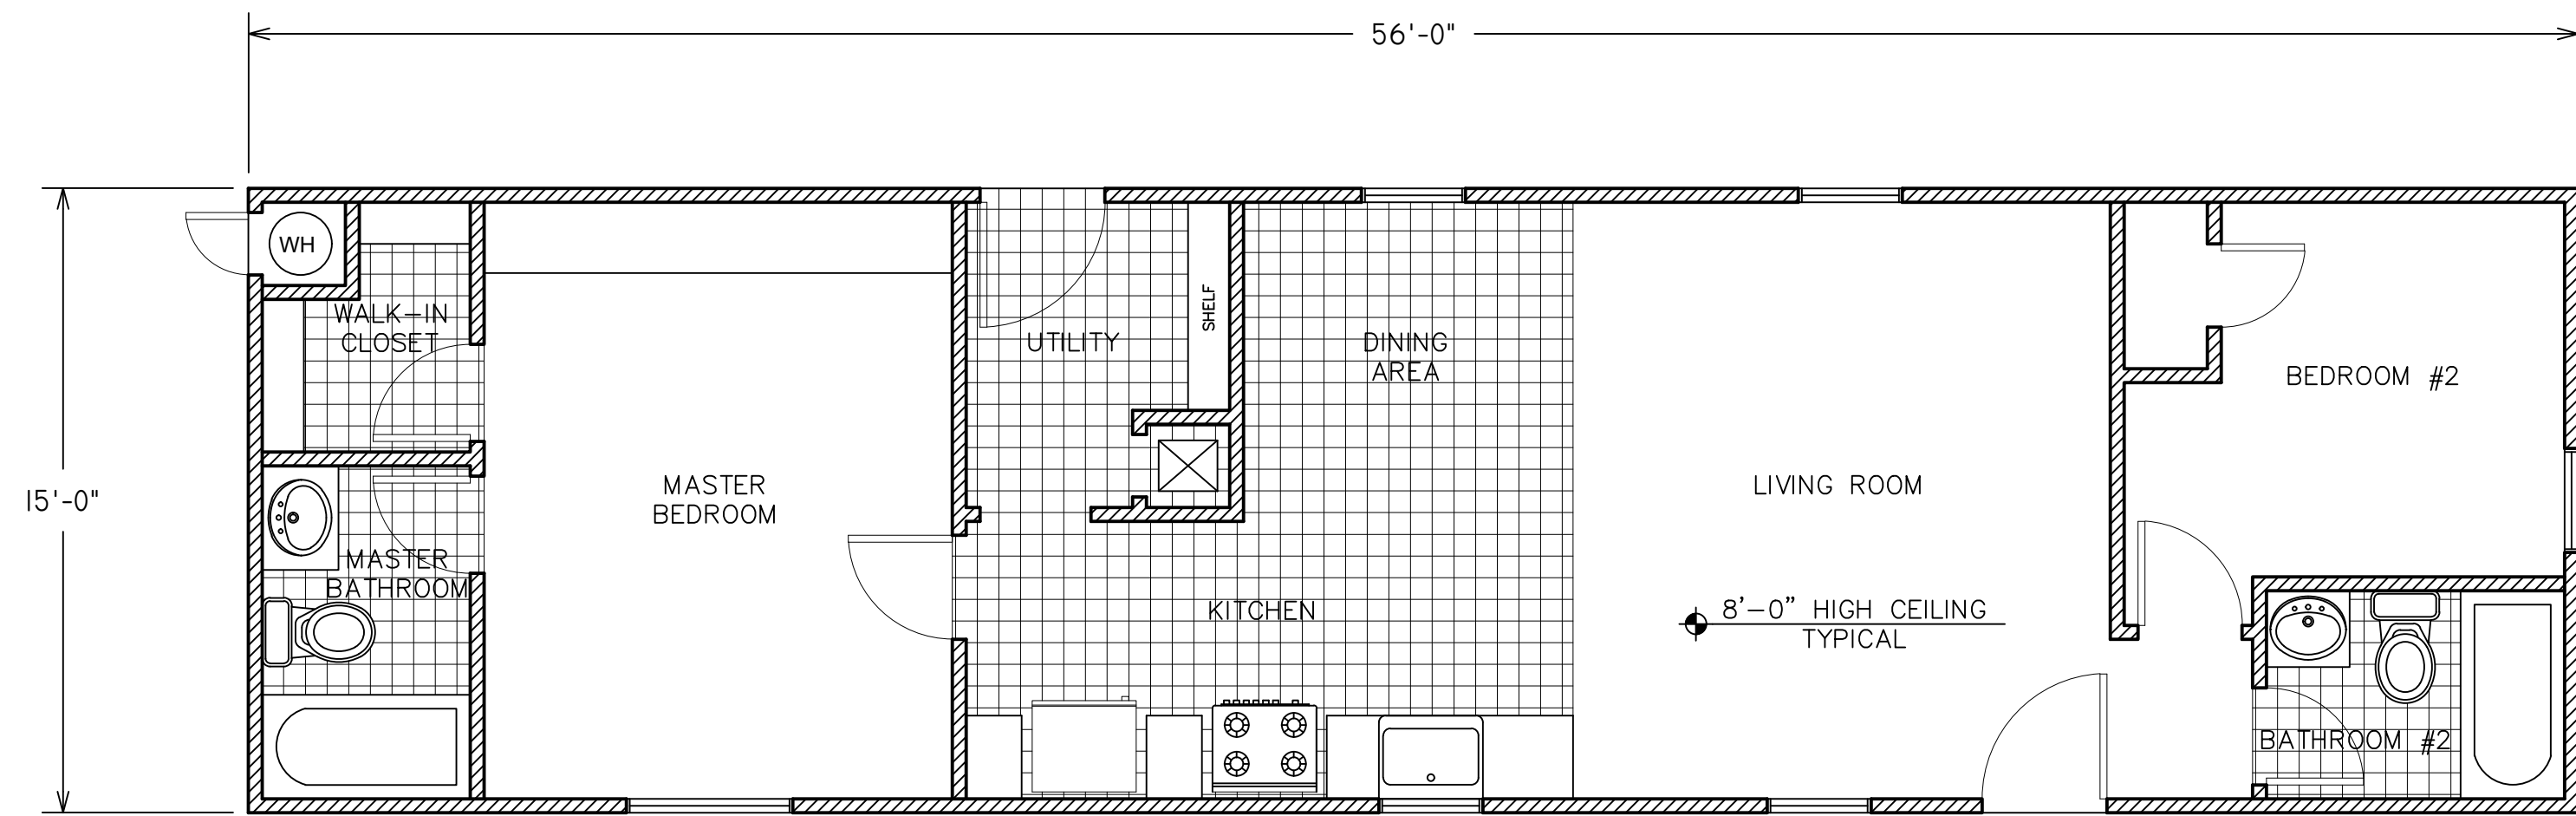 56'-0"
WH
WALK-IN
CLOSET
UTILITY
SHELF
DINING
AREA
BEDROOM #2
15'-0"
MASTER
BEDROOM
LIVING ROOM
MASTER
BATHROOM
KITCHEN
8'-0” HIGH CEILING
TYPICAL
BATHROOM #2